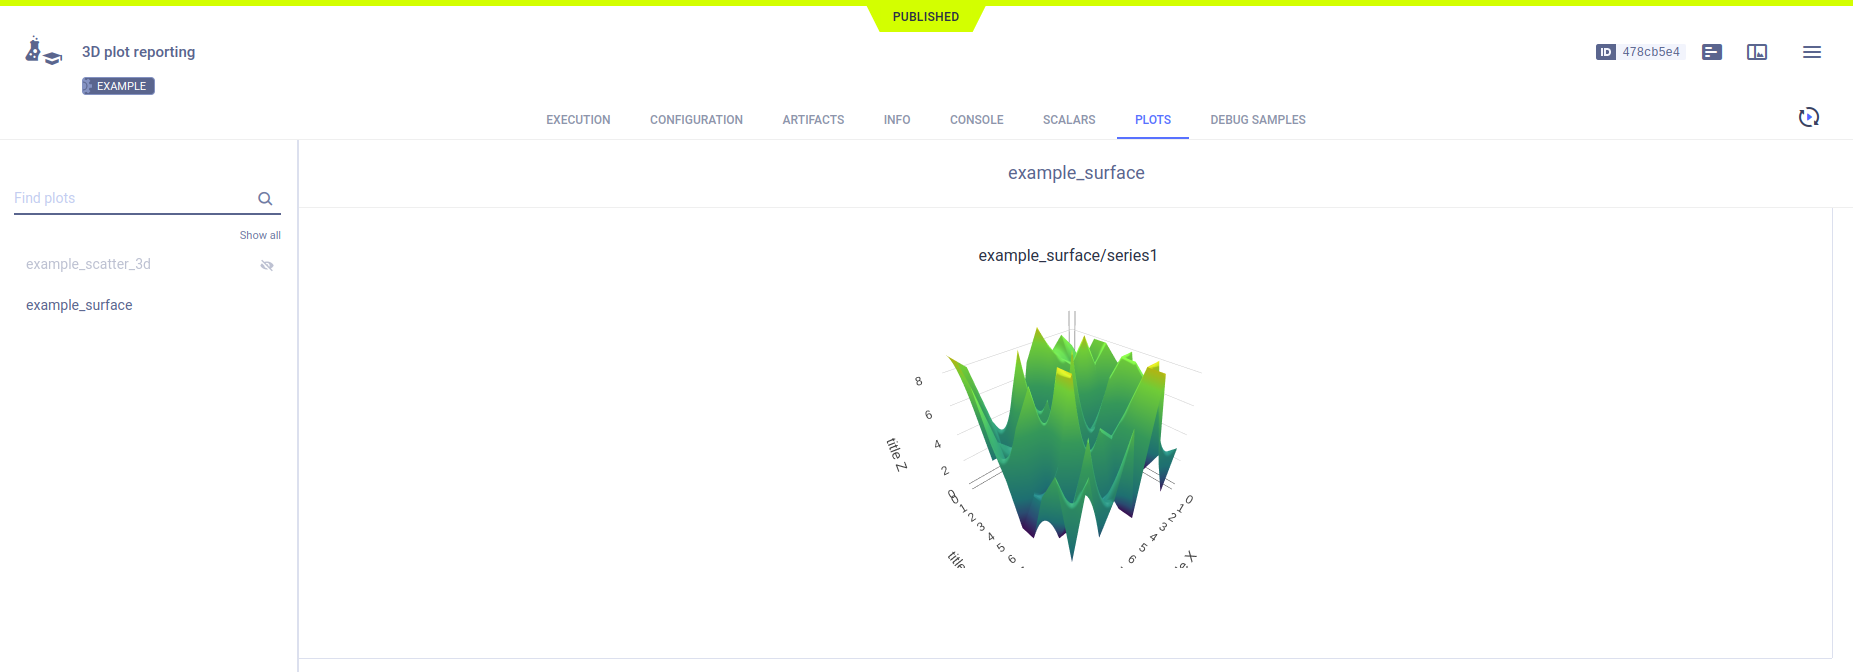 PUBLISHED
3D plot reporting
EXAMPLE
ID 478cb5e4
EXECUTION CONFIGURATION ARTIFACTS INFO CONSOLE SCALARS PLOTS DEBUG SAMPLES
Find plots
Show all
example_scatter_3d
example_surface
example_surface
example_surface/series1
8
6
4
2
0
title Z
0
1
2
3
4
5
6
title
0
1
2
3
4
5
6
X